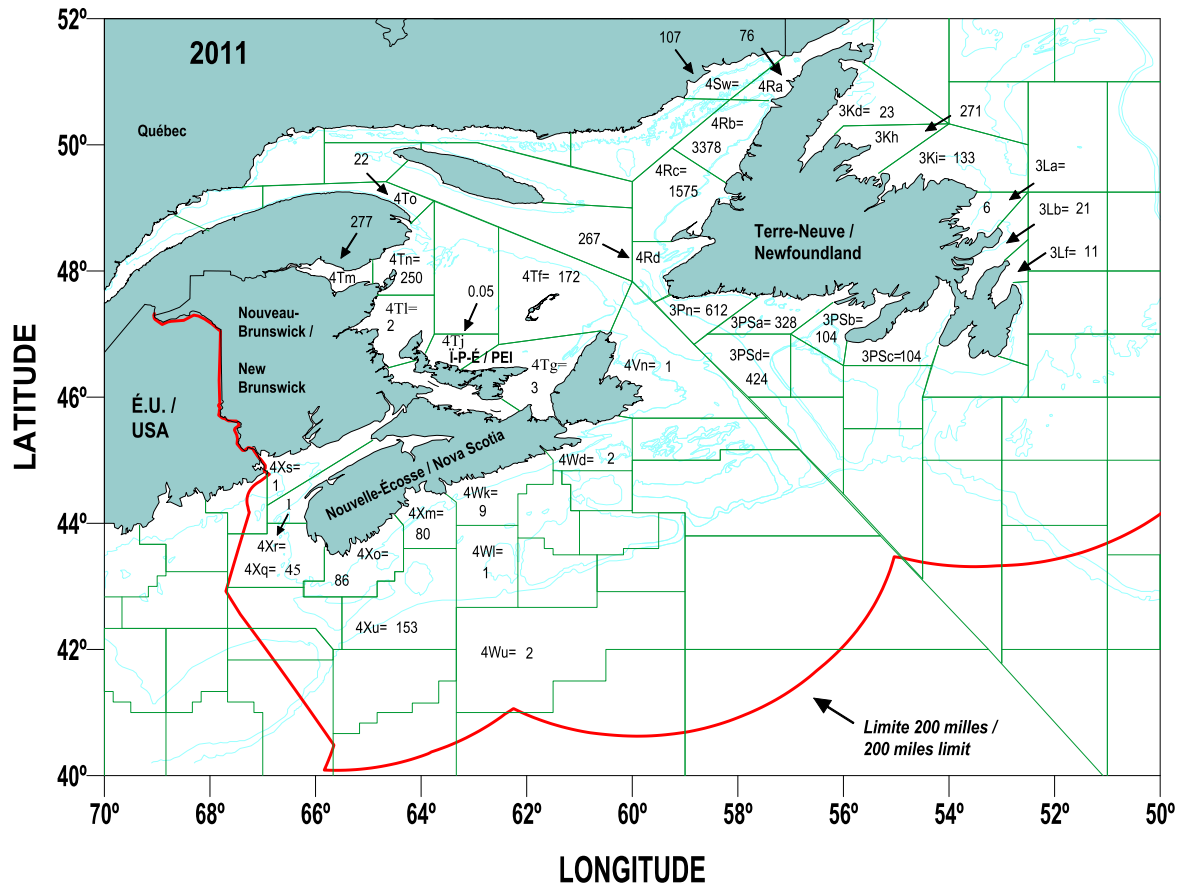 52º
2011
107
76
4Sw=
4Ra
Québec
4Rb=
3378
3Kd= 23
271
3Kh
50º
22
4Rc=
1575
3Ki= 133
3La=
6
4To
277
267
4Rd
Terre-Neuve /
Newfoundland
3Lb= 21
3Lf= 11
48º
4Tm
4Tn=
250
4Tf= 172
0.05
4Tl=
2
3Pn= 612
3PSa= 328
3PSb=
104
Nouveau-
Brunswick /
New
Brunswick
4Tj
Ï-P-É / PEI
4Tg=
3
4Vn= 1
3PSd=
424
3PSc=104
46º
É.U. /
USA
LATITUDE
4Xs=
1
Nouvelle-Écosse / Nova Scotia
4Wd= 2
4Wk=
9
1
4Xm=
80
44º
4Xr=
4Xq= 45
4Xo=
86
4Wl=
1
4Xu= 153
42º
4Wu= 2
Limite 200 milles /
200 miles limit
40º
70º 68º 66º 64º 62º 60º 58º 56º 54º 52º 50º
LONGITUDE